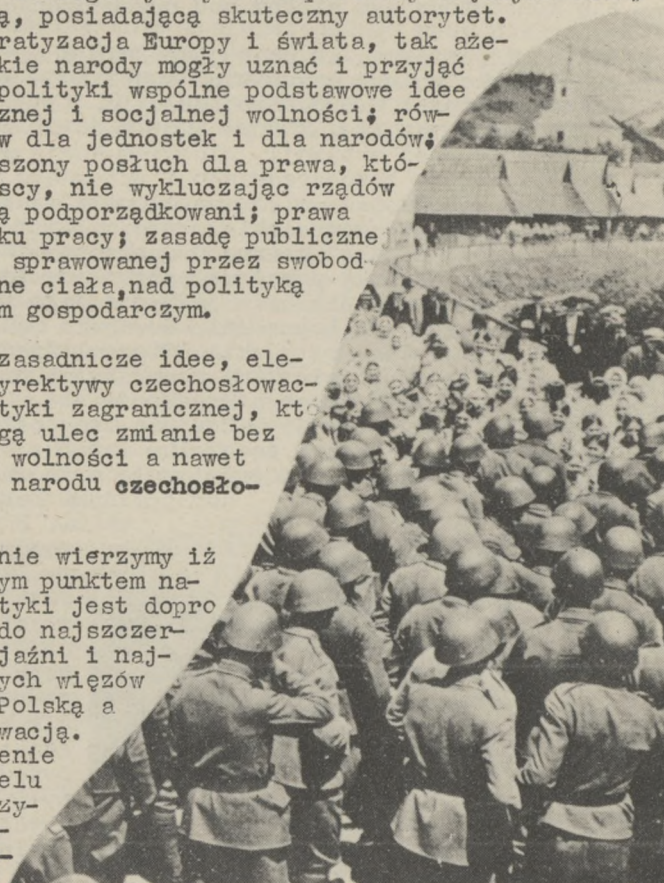 ą, posiadającą skuteczny autorytet.
ratyzacja Europy i świata, tak aże-
kie narody mogły uznać i przyjąć
polityki wspólne podstawowe idee
znej i socjalnej wolności; rów-
w dla jednostek i dla narodów;
szony posłuch dla prawa, któ-
scy, nie wykluczając rządów
ą podporządkowani; prawa
ku pracy; zasadę publicznej
sprawowanej przez swobod-
ne ciała,nad polityką
m gospodarczym.
zasadnicze idee, ele-
yrektywy czechosłowac-
tyki zagranicznej, któ
gą ulec zmianie bez
wolności a nawet
narodu czechosło-
nie wierzymy iż
ym punktem na-
tyki jest dopro
do najszczer-
jaźni i naj-
ych więzów
Polską a
wacją.
enie
elu
zy-